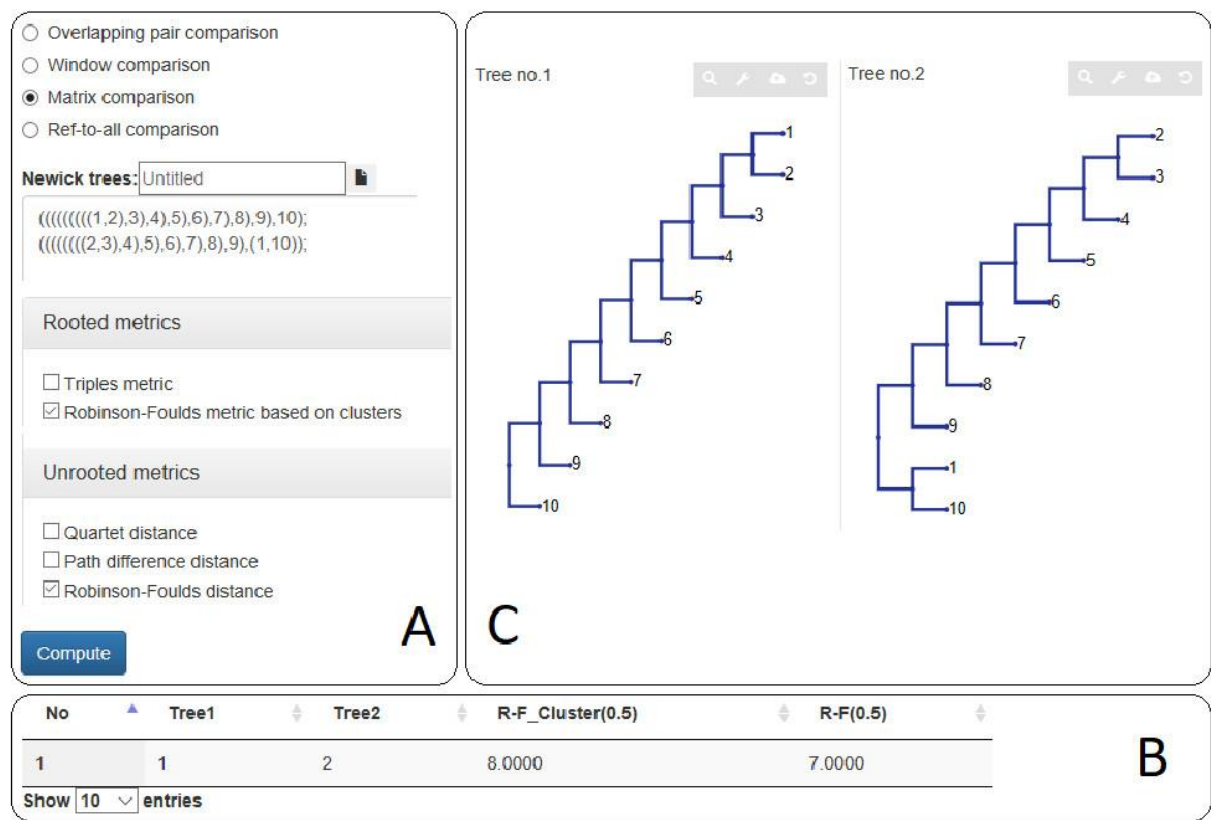 Overlapping pair comparison
Window comparison
Matrix comparison
Ref-to-all comparison
Newick trees: Untitled
(((((((((1,2),3),4),5),6),7),8),9),10);
((((((((2,3),4),5),6),7),8),9),(1,10));
Rooted metrics
Triples metric
Robinson-Foulds metric based on clusters
Unrooted metrics
Quartet distance
Path difference distance
Robinson-Foulds distance
Compute
A
Tree no.1
1
2
3
4
5
6
7
8
9
10
Tree no.2
2
3
4
5
6
7
8
9
1
10
C
No Tree1 Tree2 R-F_Cluster(0.5) R-F(0.5)
1 1 2 8.0000 7.0000
Show 10 entries
B